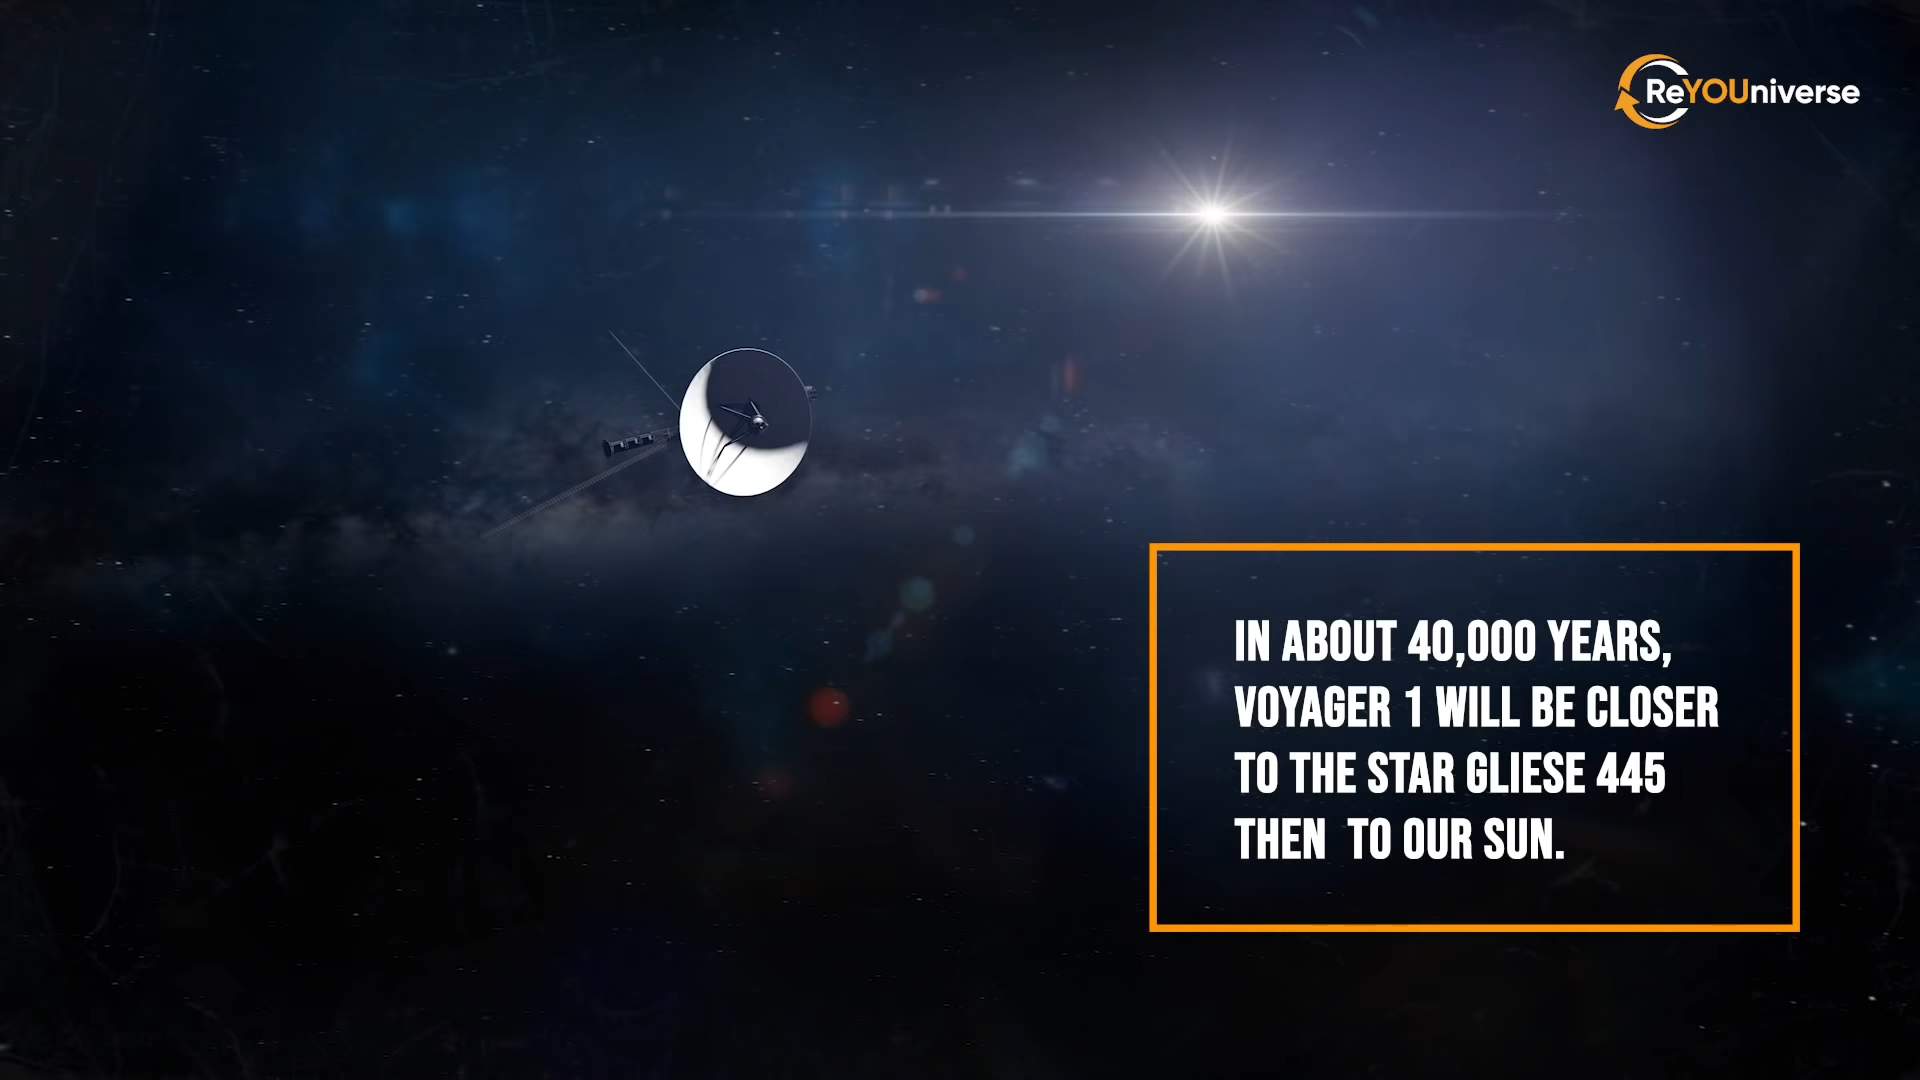 ReYOUniverse
IN ABOUT 40,000 YEARS,
VOYAGER 1 WILL BE CLOSER
TO THE STAR GLIESE 445
THEN  TO OUR SUN.